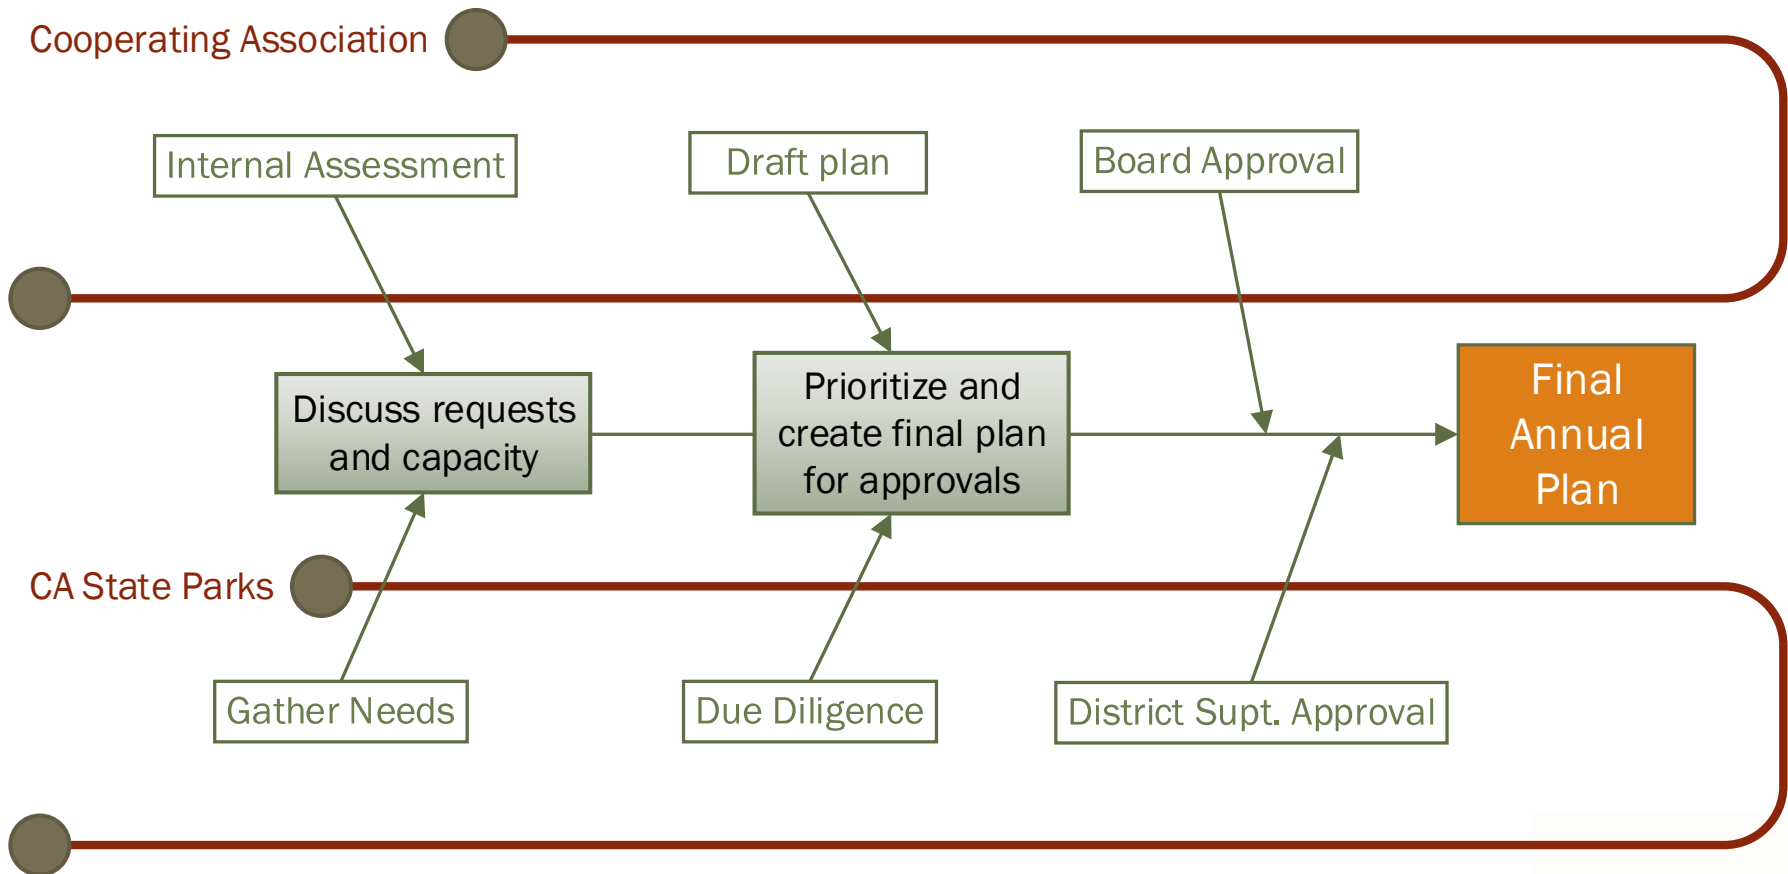 Cooperating Association
Internal Assessment
Draft plan
Board Approval
Discuss requests
and capacity
Prioritize and
create final plan
for approvals
Final
Annual
Plan
CA State Parks
Gather Needs
Due Diligence
District Supt. Approval